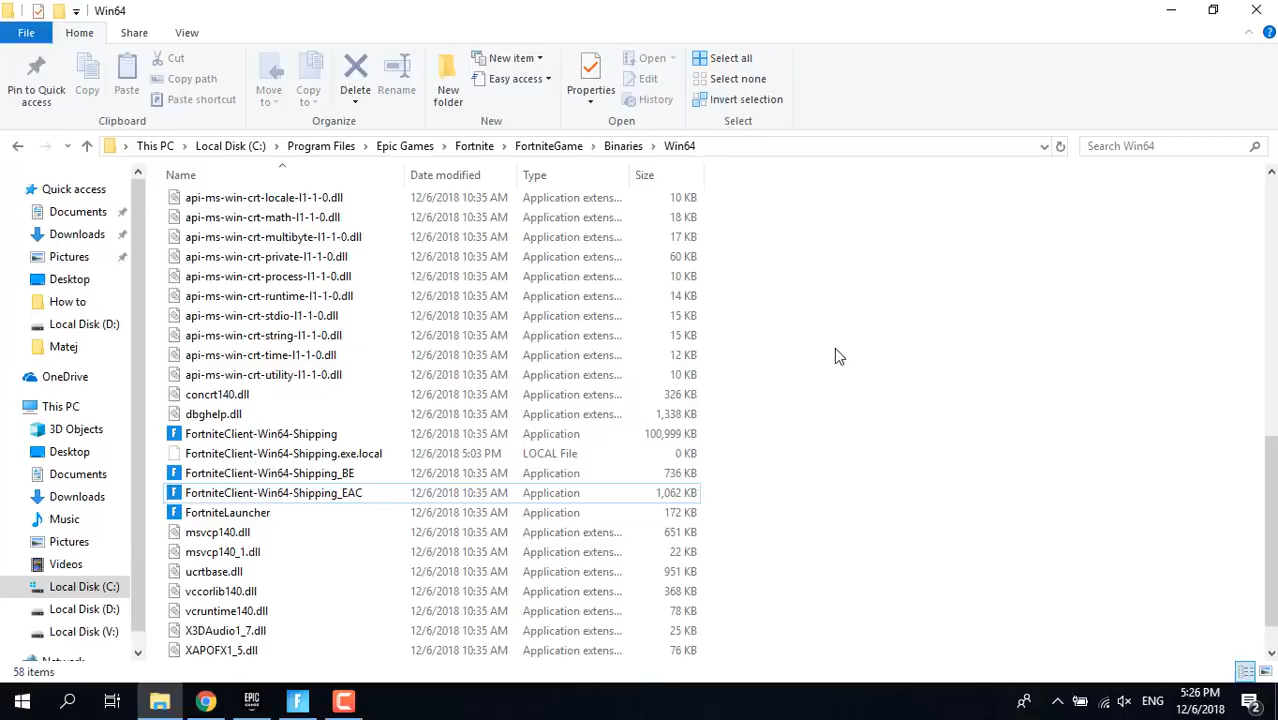 Win64
File Home Share View
Pin to Quick access
Copy
Paste
Cut
Copy path
Paste shortcut
Clipboard
Move to
Copy to
Delete
Rename
Organize
New folder
New item
Easy access
New
Properties
Open
Edit
History
Open
Select all
Select none
Invert selection
Select
This PC Local Disk (C:) Program Files Epic Games Fortnite FortniteGame Binaries Win64
Search Win64
Quick access
Documents
Downloads
Pictures
Desktop
How to
Local Disk (D:)
Matej
OneDrive
This PC
3D Objects
Desktop
Documents
Downloads
Music
Pictures
Videos
Local Disk (C:)
Local Disk (D:)
Local Disk (V:)
Name Date modified Type Size
api-ms-win-crt-locale-l1-1-0.dll 12/6/2018 10:35 AM Application extens... 10 KB
api-ms-win-crt-math-l1-1-0.dll 12/6/2018 10:35 AM Application extens... 18 KB
api-ms-win-crt-multibyte-l1-1-0.dll 12/6/2018 10:35 AM Application extens... 17 KB
api-ms-win-crt-private-l1-1-0.dll 12/6/2018 10:35 AM Application extens... 60 KB
api-ms-win-crt-process-l1-1-0.dll 12/6/2018 10:35 AM Application extens... 10 KB
api-ms-win-crt-runtime-l1-1-0.dll 12/6/2018 10:35 AM Application extens... 14 KB
api-ms-win-crt-stdio-l1-1-0.dll 12/6/2018 10:35 AM Application extens... 15 KB
api-ms-win-crt-string-l1-1-0.dll 12/6/2018 10:35 AM Application extens... 15 KB
api-ms-win-crt-time-l1-1-0.dll 12/6/2018 10:35 AM Application extens... 12 KB
api-ms-win-crt-utility-l1-1-0.dll 12/6/2018 10:35 AM Application extens... 10 KB
concrt140.dll 12/6/2018 10:35 AM Application extens... 326 KB
dbghelp.dll 12/6/2018 10:35 AM Application extens... 1,338 KB
FortniteClient-Win64-Shipping 12/6/2018 10:35 AM Application 100,999 KB
FortniteClient-Win64-Shipping.exe.local 12/6/2018 5:03 PM LOCAL File 0 KB
FortniteClient-Win64-Shipping_BE 12/6/2018 10:35 AM Application 736 KB
FortniteClient-Win64-Shipping_EAC 12/6/2018 10:35 AM Application 1,062 KB
FortniteLauncher 12/6/2018 10:35 AM Application 172 KB
msvcp140.dll 12/6/2018 10:35 AM Application extens... 651 KB
msvcp140_1.dll 12/6/2018 10:35 AM Application extens... 22 KB
ucrtbase.dll 12/6/2018 10:35 AM Application extens... 951 KB
vccorlib140.dll 12/6/2018 10:35 AM Application extens... 368 KB
vcruntime140.dll 12/6/2018 10:35 AM Application extens... 78 KB
X3DAudio1_7.dll 12/6/2018 10:35 AM Application extens... 25 KB
XAPOFX1_5.dll 12/6/2018 10:35 AM Application extens... 76 KB
58 items
EPIC GAMES
ENG
5:26 PM
12/6/2018
2